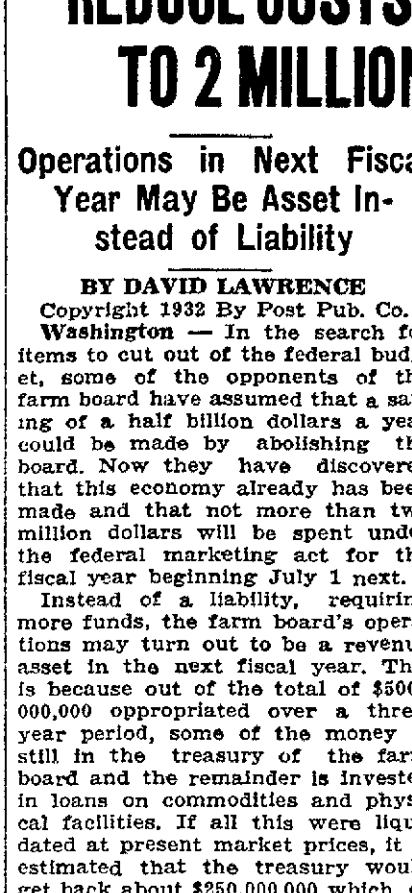 REDUCE COSTS
TO 2 MILLIO
Operations in Next Fisca
Year May Be Asset In-
stead of Liability
BY DAVID LAWRENCE
Copyright 1932 By Post Pub. Co.
Washington — In the search fo
items to cut out of the federal bud
et, some of the opponents of th
farm board have assumed that a sa
ing of a half billion dollars a yea
could be made by abolishing th
board. Now they have discovere
that this economy already has bee
made and that not more than tw
million dollars will be spent unde
the federal marketing act for th
fiscal year beginning July 1 next.
Instead of a liability, requirin
more funds, the farm board's oper
tions may turn out to be a revenu
asset in the next fiscal year. Th
is because out of the total of $500
000,000 oppropriated over a thre
year period, some of the money
still in the treasury of the far
board and the remainder is investe
in loans on commodities and phys
cal facilities. If all this were liqu
dated at present market prices, it
estimated that the treasury wou
get back about $250,000,000 which